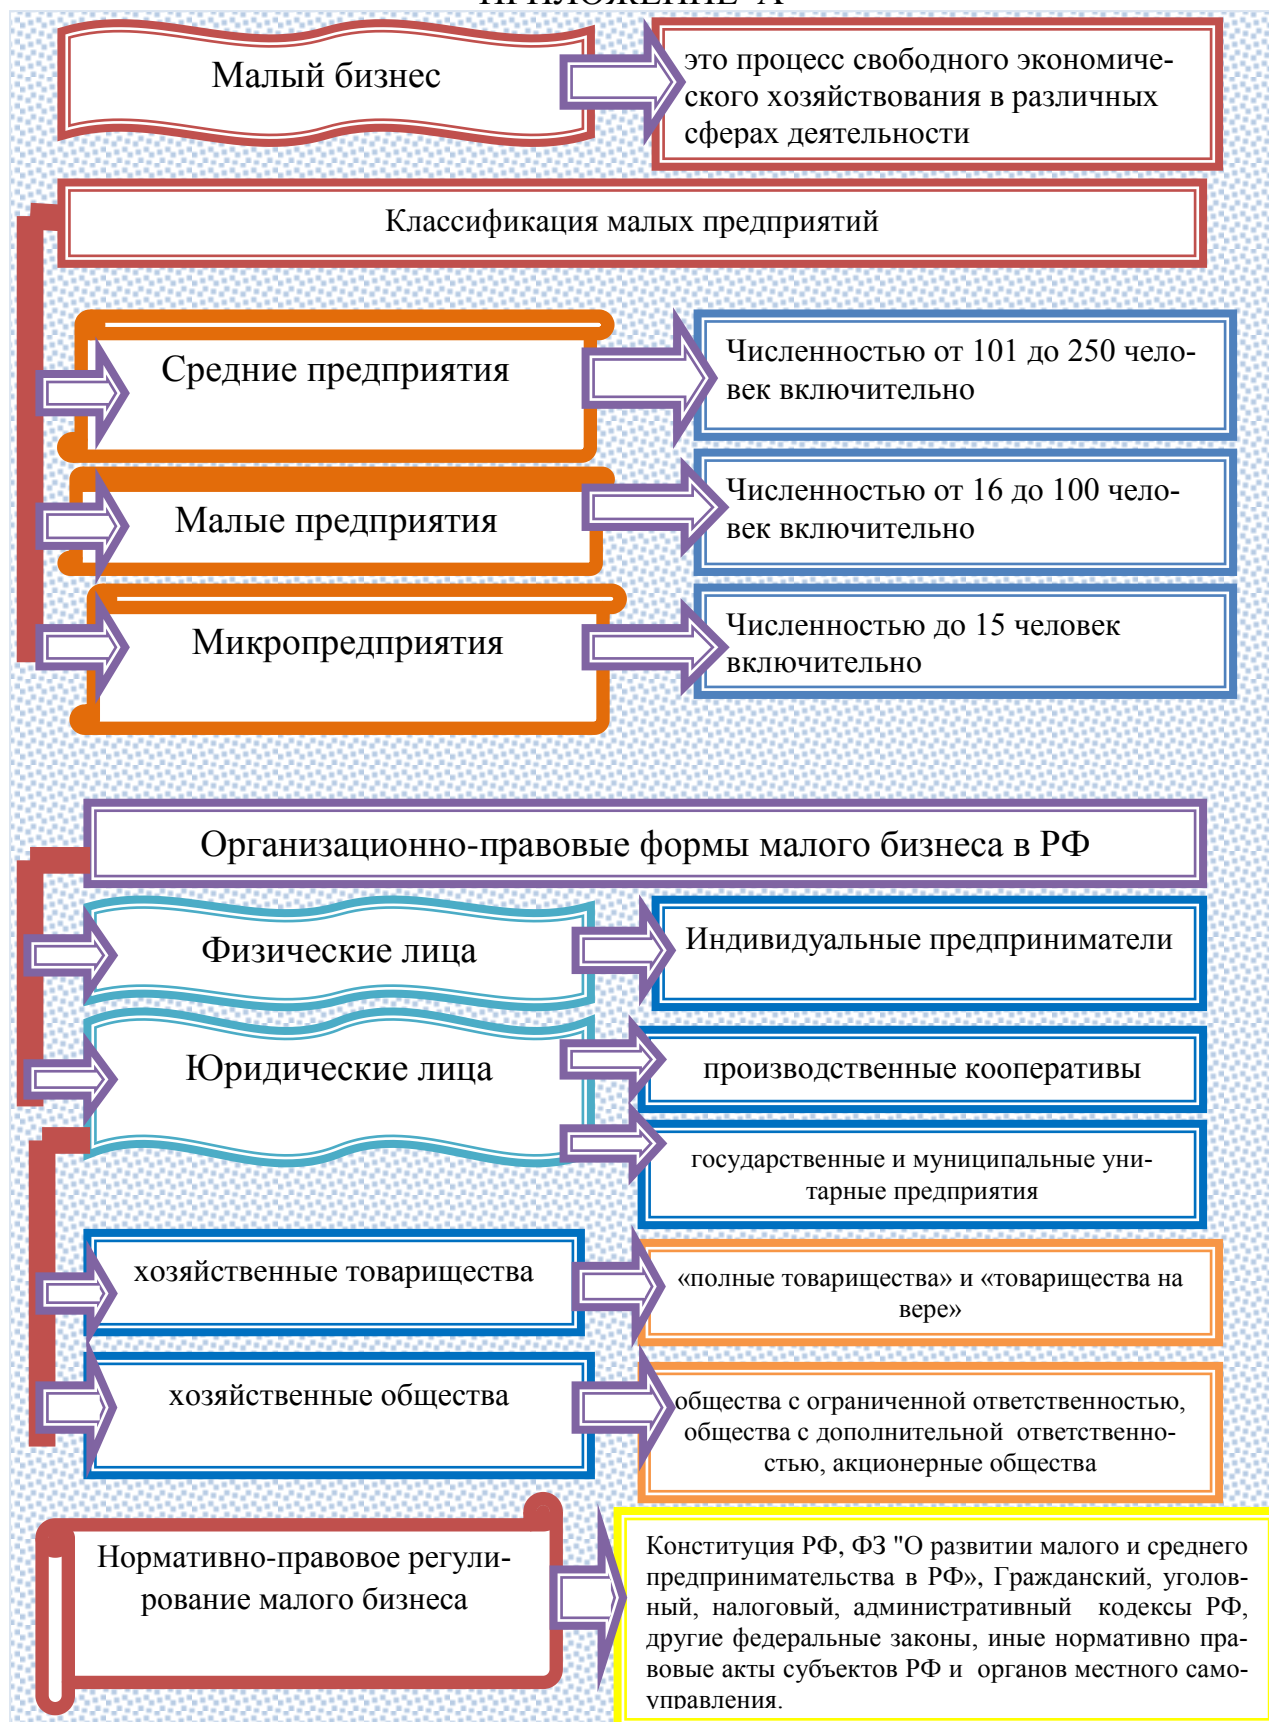 ПРИЛОЖЕНИЕ А
Малый бизнес
это процесс свободного экономиче-
ского хозяйствования в различных
сферах деятельности
Классификация малых предприятий
Средние предприятия
Численностью от 101 до 250 чело-
век включительно
Малые предприятия
Численностью от 16 до 100 чело-
век включительно
Микропредприятия
Численностью до 15 человек
включительно
Организационно-правовые формы малого бизнеса в РФ
Физические лица
Индивидуальные предприниматели
Юридические лица
производственные кооперативы
государственные и муниципальные уни-
тарные предприятия
хозяйственные товарищества
«полные товарищества» и «товарищества на
вере»
хозяйственные общества
общества с ограниченной ответственностью,
общества с дополнительной ответственно-
стью, акционерные общества
Нормативно-правовое регули-
рование малого бизнеса
Конституция РФ, ФЗ "О развитии малого и среднего
предпринимательства в РФ», Гражданский, уголов-
ный, налоговый, административный кодексы РФ,
другие федеральные законы, иные нормативно пра-
вовые акты субъектов РФ и органов местного само-
управления.